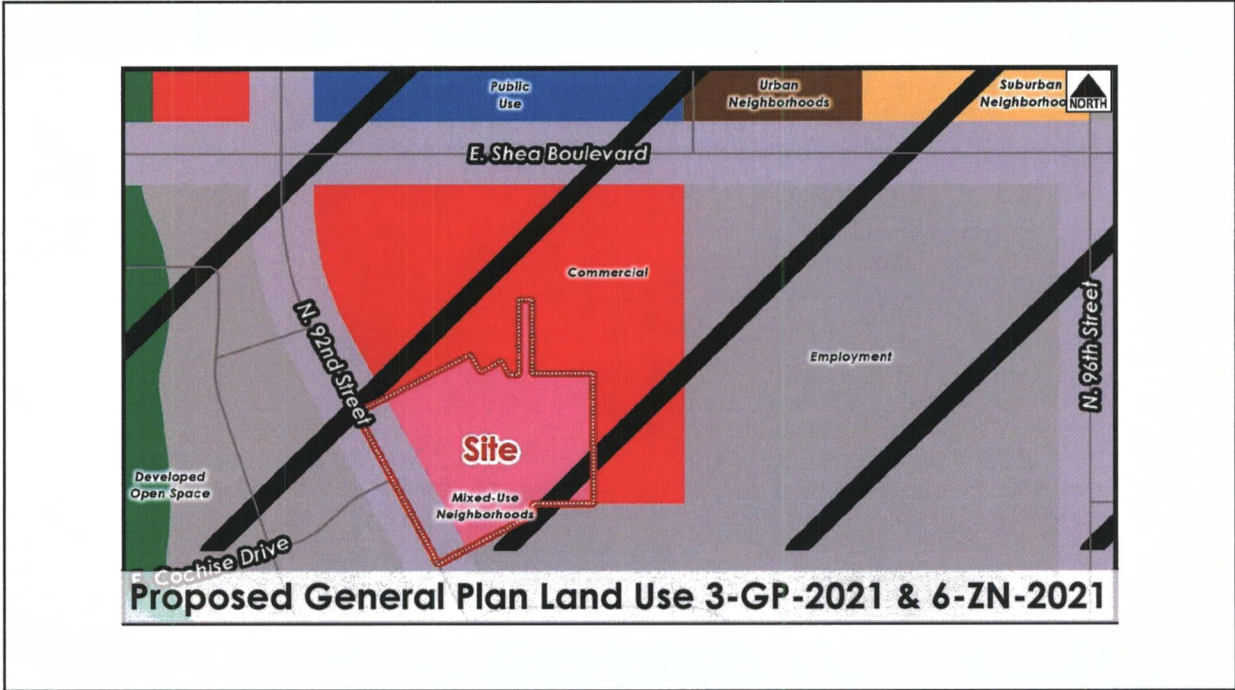 Public
Use
Urban
Neighborhoods
Suburban
Neighborhoo
NORTH
E. Shea Boulevard
Commercial
N. 92nd Street
Employment
N. 96th Street
Site
Developed
Open Space
Mixed-Use
Neighborhoods
E. Cochise Drive
Proposed General Plan Land Use 3-GP-2021 & 6-ZN-2021